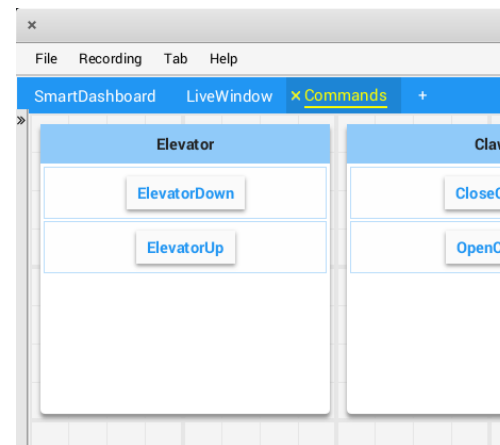 File Recording Tab Help
SmartDashboard LiveWindow Commands +
Elevator
ElevatorDown
ElevatorUp